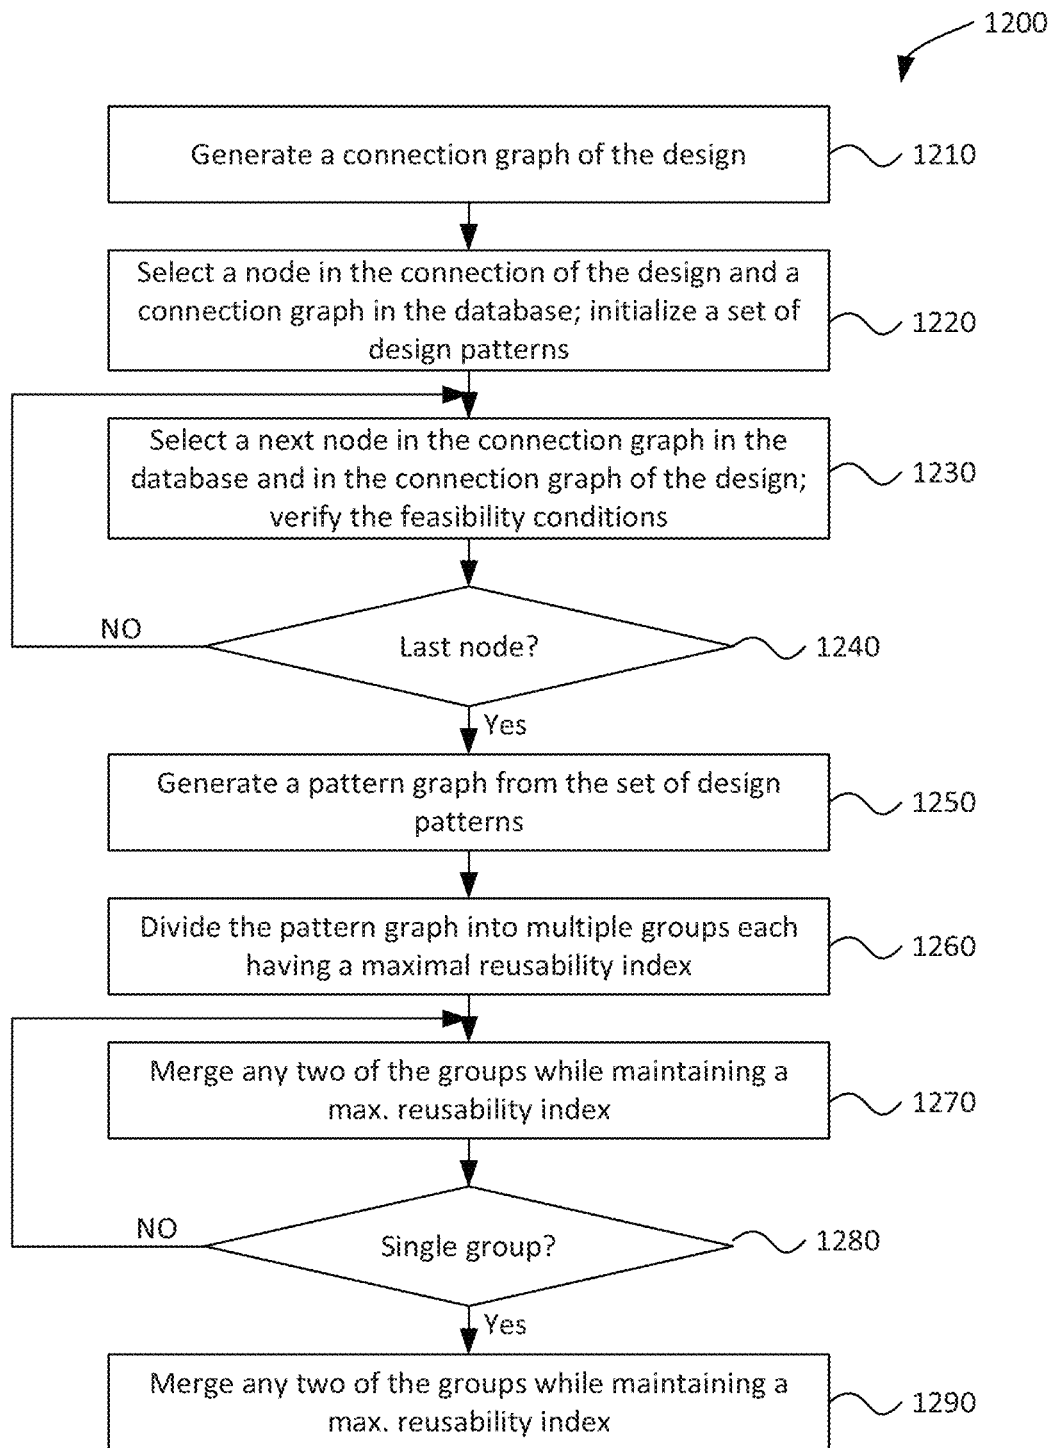 1200
Generate a connection graph of the design
1210
Select a node in the connection of the design and a
connection graph in the database; initialize a set of
design patterns
1220
Select a next node in the connection graph in the
database and in the connection graph of the design;
verify the feasibility conditions
1230
NO
Last node?
1240
Yes
Generate a pattern graph from the set of design
patterns
1250
Divide the pattern graph into multiple groups each
having a maximal reusability index
1260
Merge any two of the groups while maintaining a
max. reusability index
1270
NO
Single group?
1280
Yes
Merge any two of the groups while maintaining a
max. reusability index
1290